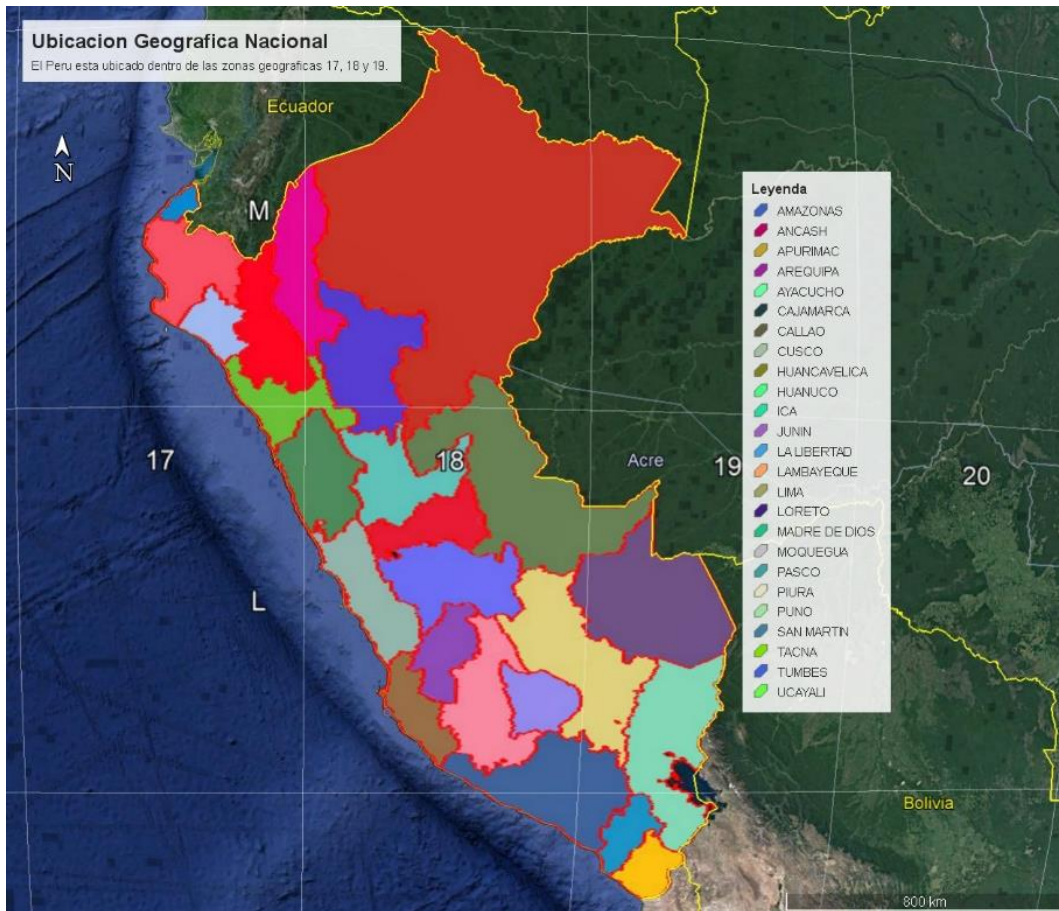 Ubicacion Geografica Nacional
El Peru esta ubicado dentro de las zonas geograficas 17, 18 y 19.
Ecuador
N
M
Leyenda
AMAZONAS
ANCASH
APURIMAC
AREQUIPA
AYACUCHO
CAJAMARCA
CALLAO
CUSCO
HUANCAVELICA
HUANUCO
ICA
JUNIN
LA LIBERTAD
LAMBAYEQUE
LIMA
LORETO
MADRE DE DIOS
MOQUEGUA
PASCO
PIURA
PUNO
SAN MARTIN
TACNA
TUMBES
UCAYALI
17
18
Acre
19
20
L
Bolivia
800 km